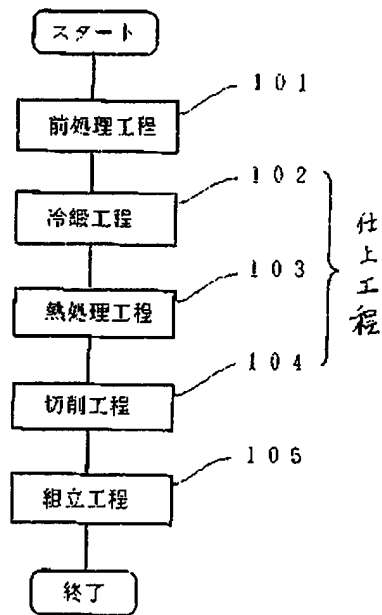 スタート
101
前処理工程
102
冷鍛工程
103
熱処理工程
104
切削工程
105
組立工程
終了
仕上工程